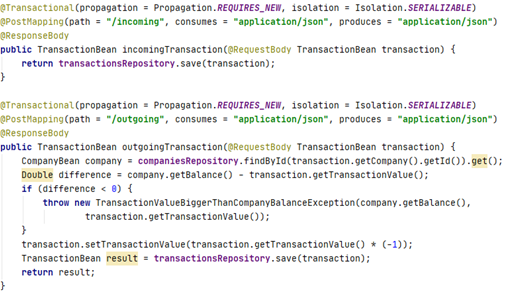 @Transactional(propagation = Propagation.REQUIRES_NEW, isolation = Isolation.SERIALIZABLE)
@PostMapping(path = "/incoming", consumes = "application/json", produces = "application/json")
@ResponseBody
public TransactionBean incomingTransaction(@RequestBody TransactionBean transaction) {
    return transactionsRepository.save(transaction);
}

@Transactional(propagation = Propagation.REQUIRES_NEW, isolation = Isolation.SERIALIZABLE)
@PostMapping(path = "/outgoing", consumes = "application/json", produces = "application/json")
@ResponseBody
public TransactionBean outgoingTransaction(@RequestBody TransactionBean transaction) {
    CompanyBean company = companiesRepository.findById(transaction.getCompany().getId()).get();
    Double difference = company.getBalance() - transaction.getTransactionValue();
    if (difference < 0) {
        throw new TransactionValueBiggerThanCompanyBalanceException(company.getBalance(),
                transaction.getTransactionValue());
    }
    transaction.setTransactionValue(transaction.getTransactionValue() * (-1));
    TransactionBean result = transactionsRepository.save(transaction);
    return result;
}